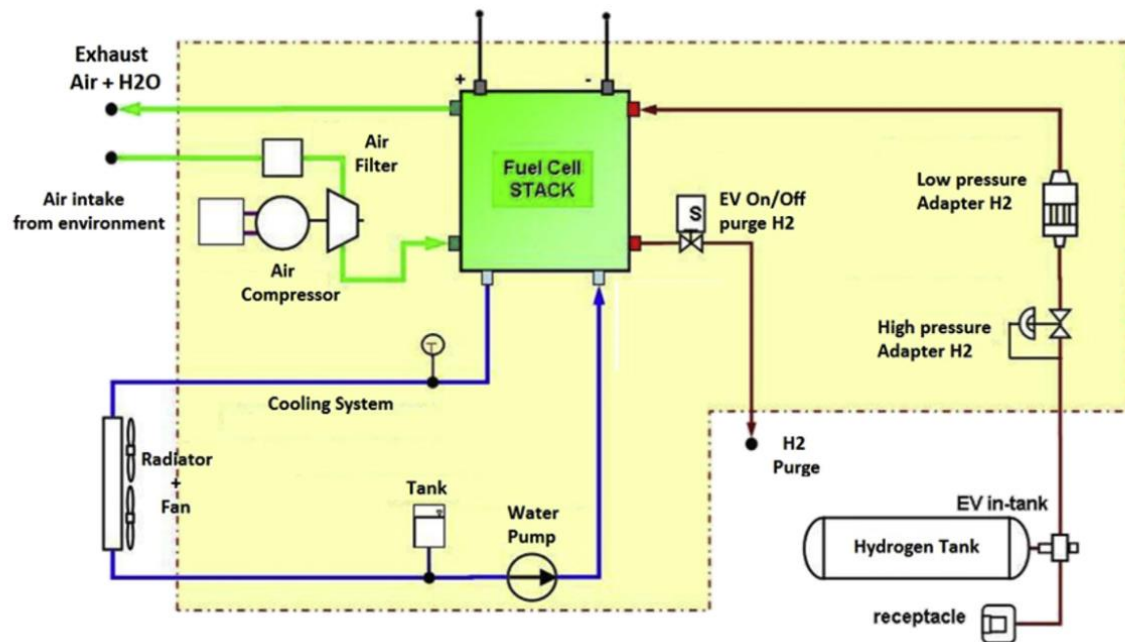 Exhaust
Air + H2O
+
-
Air
Filter
Fuel Cell
STACK
S
EV On/Off
purge H2
Low pressure
Adapter H2
Air intake
from environment
Air
Compressor
High pressure
Adapter H2
T
Cooling System
H2
Purge
Radiator
+
Fan
Tank
Water
Pump
EV in-tank
Hydrogen Tank
receptacle